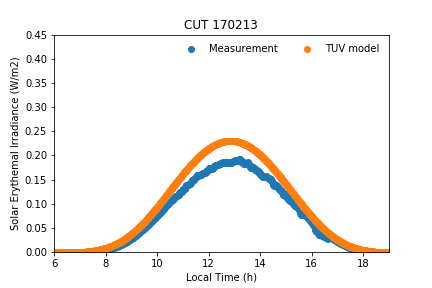 CUT 170213
Measurement
TUV model
Solar Erythemal Irradiance (W/m2)
0.45
0.40
0.35
0.30
0.25
0.20
0.15
0.10
0.05
0.00
6 8 10 12 14 16 18
Local Time (h)